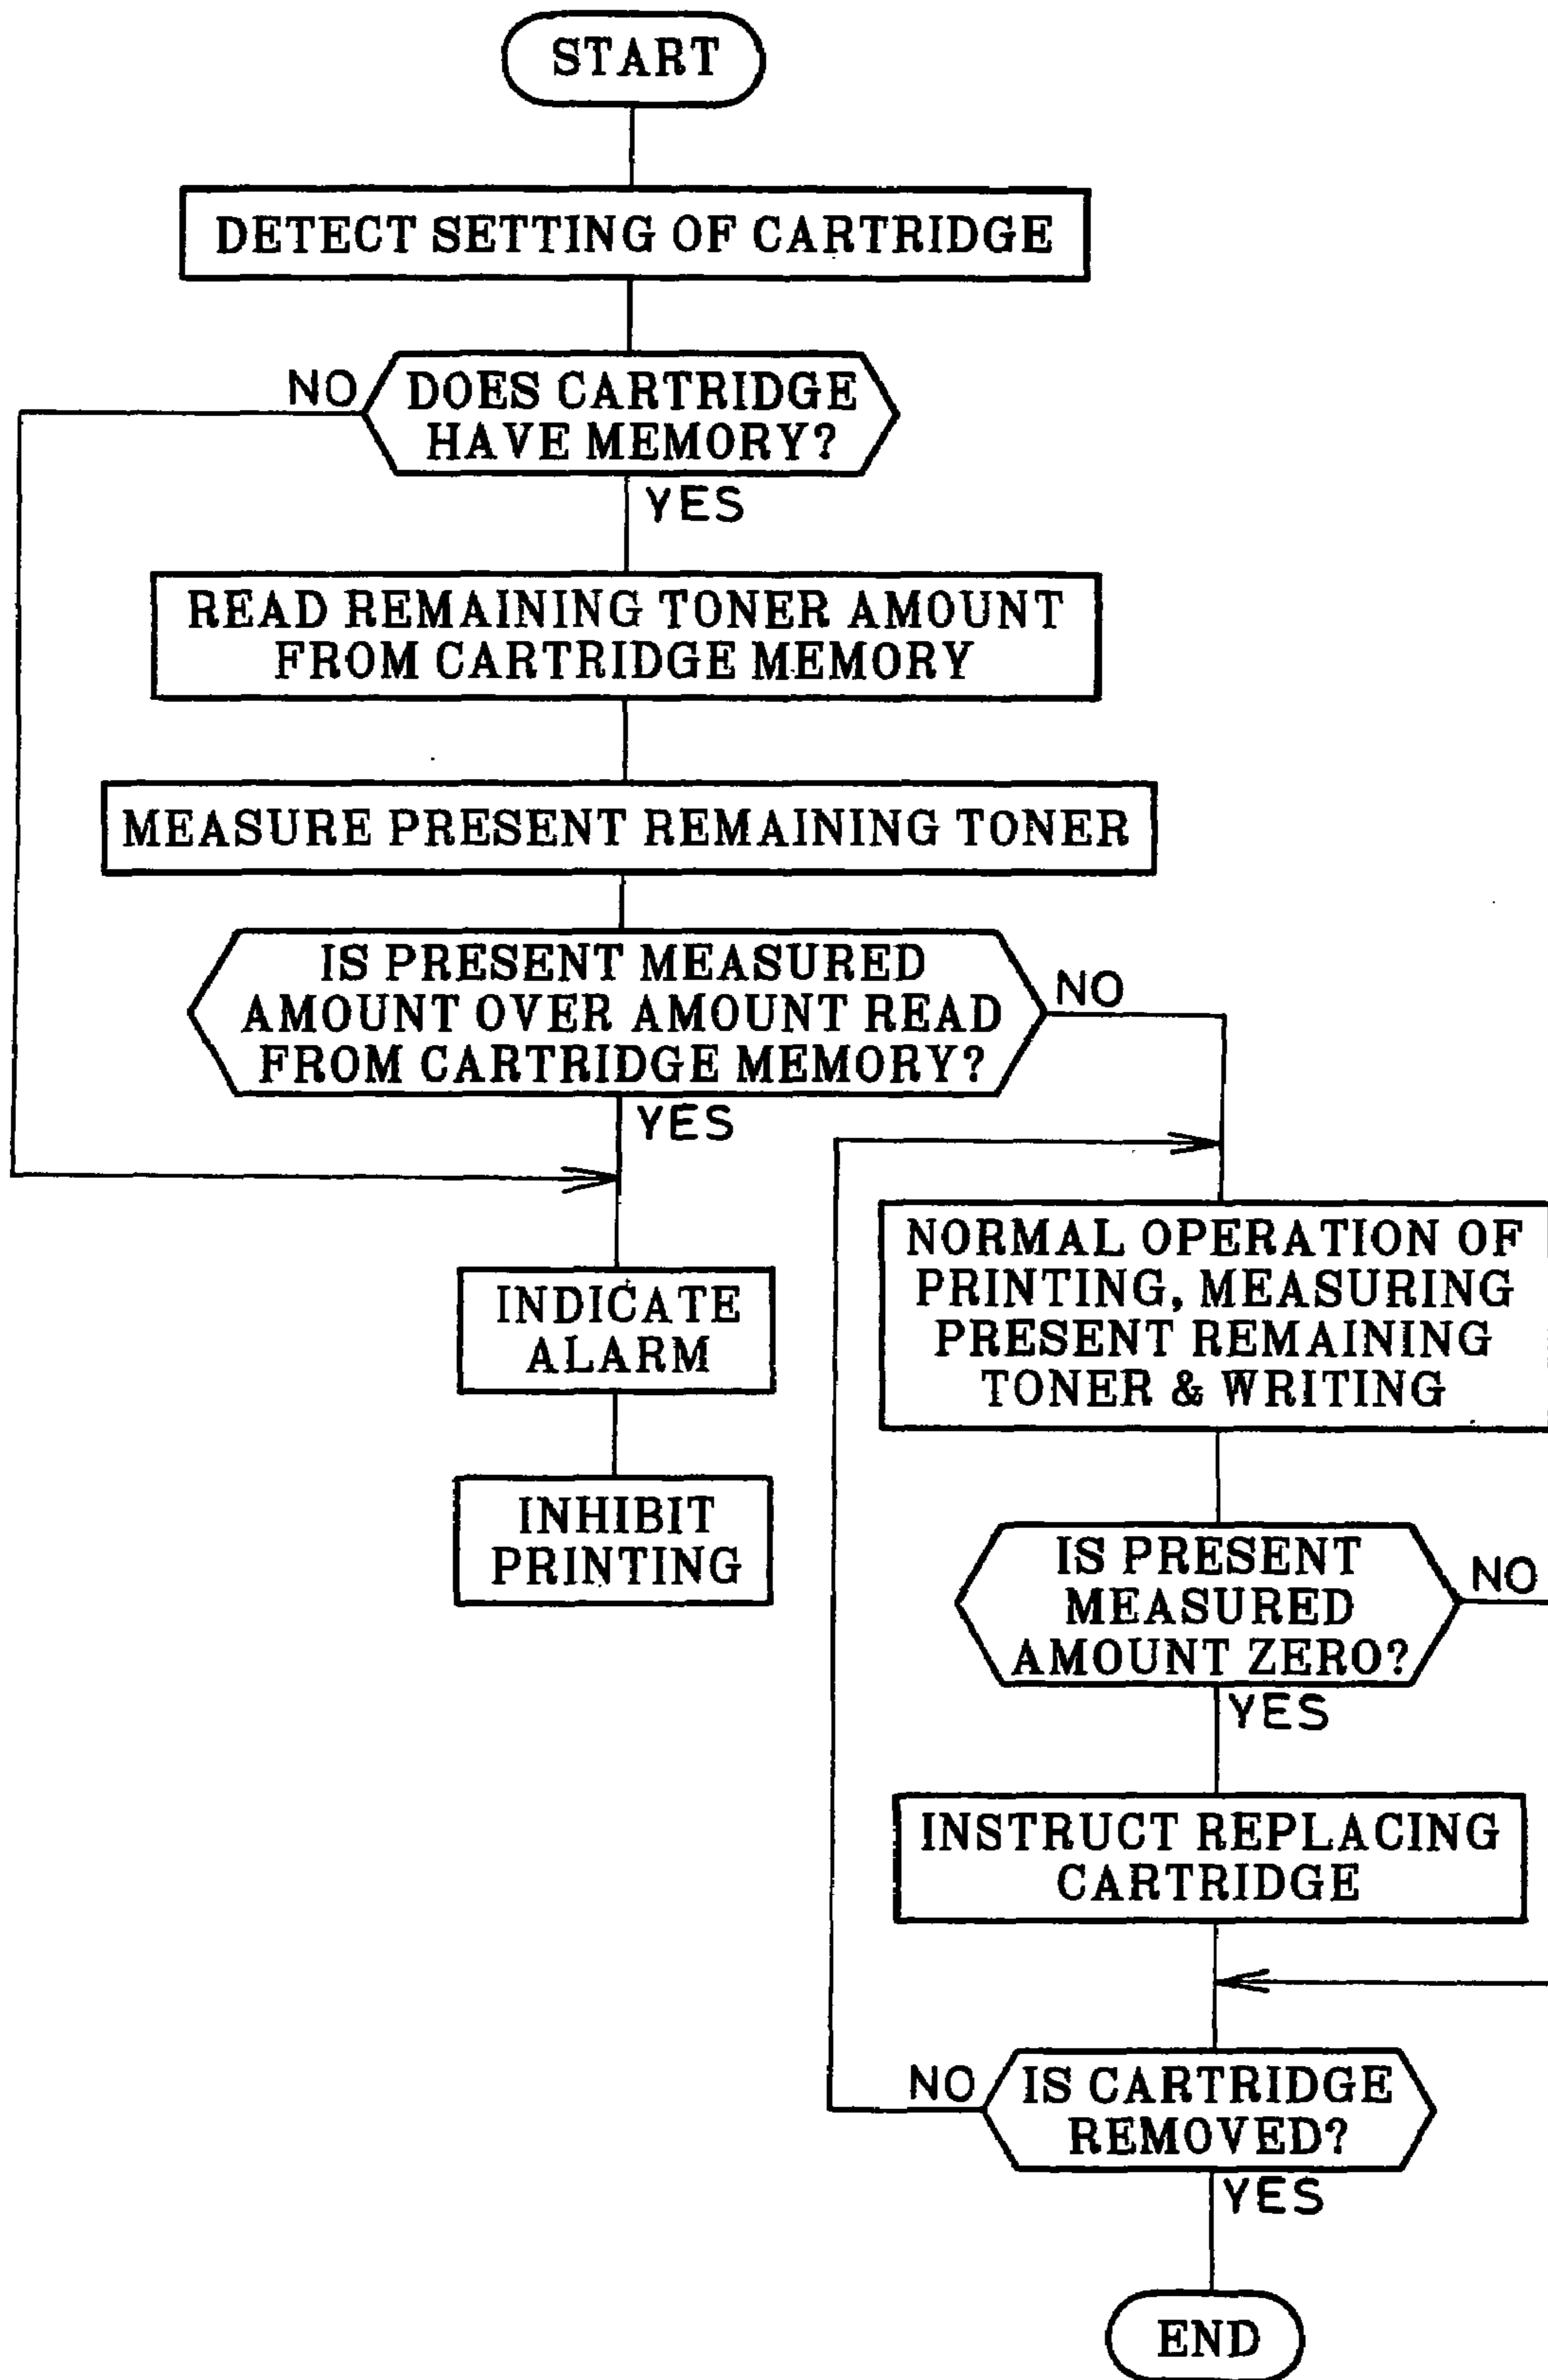 START
DETECT SETTING OF CARTRIDGE
NO
DOES CARTRIDGE
HAVE MEMORY?
YES
READ REMAINING TONER AMOUNT
FROM CARTRIDGE MEMORY
MEASURE PRESENT REMAINING TONER
IS PRESENT MEASURED
AMOUNT OVER AMOUNT READ
FROM CARTRIDGE MEMORY?
NO
YES
INDICATE
ALARM
INHIBIT
PRINTING
NORMAL OPERATION OF
PRINTING, MEASURING
PRESENT REMAINING
TONER & WRITING
IS PRESENT
MEASURED
AMOUNT ZERO?
NO
YES
INSTRUCT REPLACING
CARTRIDGE
NO
IS CARTRIDGE
REMOVED?
YES
END